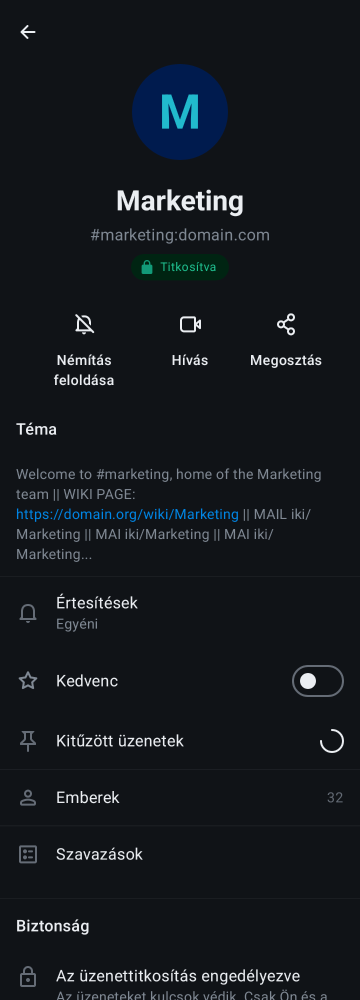 M
Marketing
#marketing:domain.com
Titkosítva
Némítás
feloldása
Hívás
Megosztás
Téma
Welcome to #marketing, home of the Marketing
team || WIKI PAGE:
https://domain.org/wiki/Marketing || MAIL iki/
Marketing || MAI iki/Marketing || MAI iki/
Marketing...
Értesítések
Egyéni
Kedvenc
Kitűzött üzenetek
Emberek
32
Szavazások
Biztonság
Az üzenettitkosítás engedélyezve
Az üzeneteket kulcsok védik. Csak Ön és a